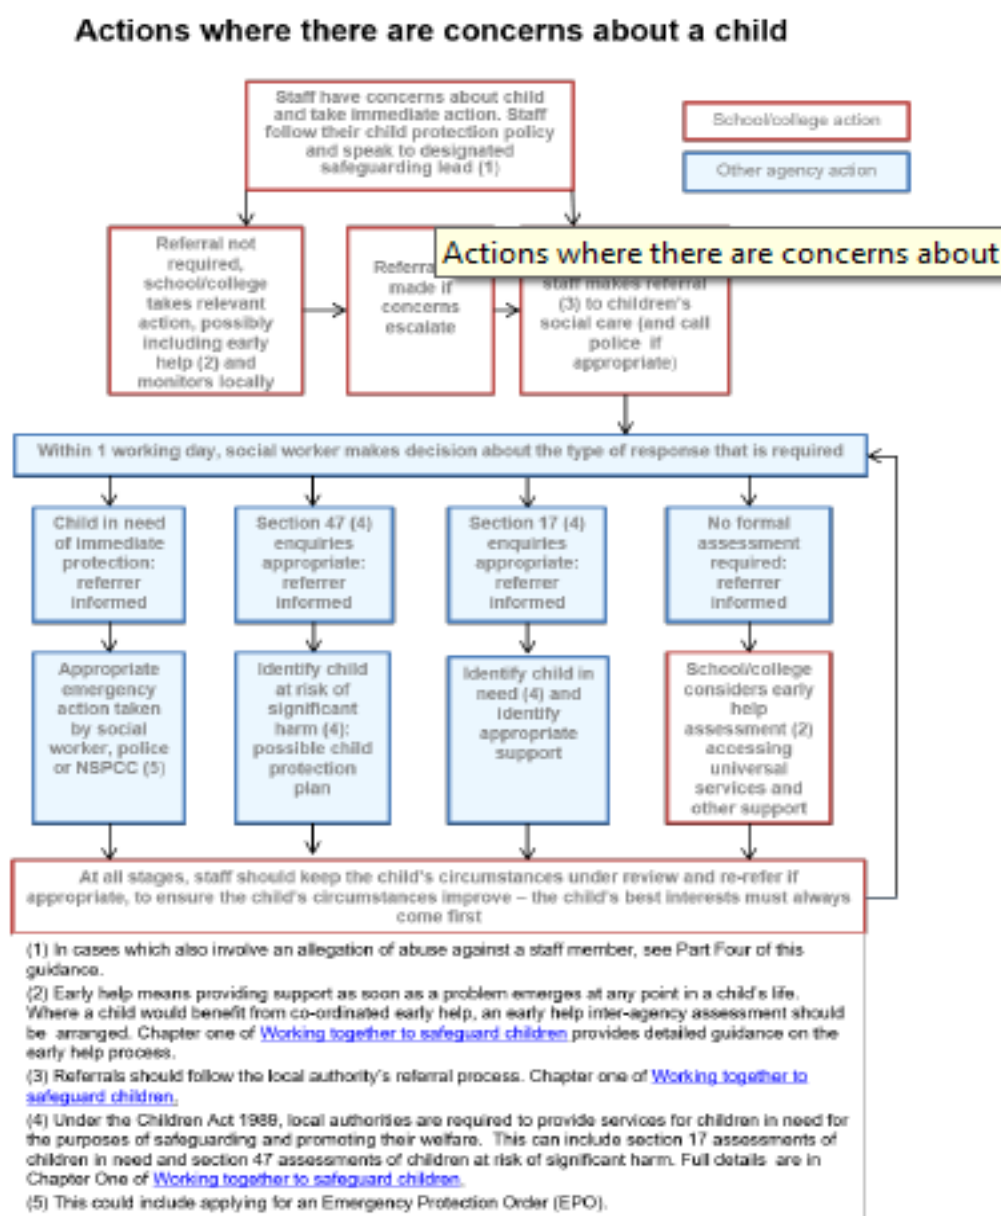 Actions where there are concerns about a child
Staff have concerns about child
and take immediate action. Staff
follow their child protection policy
and speak to designated
safeguarding lead (1)
School/college action
Other agency action
Referral not
required,
school/college
takes relevant
action, possibly
including early
help (2) and
monitors locally
Referra
made if
concerns
escalate
Actions where there are concerns about
staff makes referral
(3) to children's
social care (and call
police if
appropriate)
Within 1 working day, social worker makes decision about the type of response that is required
Child in need
of immediate
protection:
referrer
informed
Section 47 (4)
enquiries
appropriate:
referrer
informed
Section 17 (4)
enquiries
appropriate:
referrer
informed
No formal
assessment
required:
referrer
informed
Appropriate
emergency
action taken
by social
worker, police
or NSPCC (5)
Identify child
at risk of
significant
harm (4):
possible child
protection
plan
Identify child in
need (4) and
identify
appropriate
support
School/college
considers early
help
assessment (2)
accessing
universal
services and
other support
At all stages, staff should keep the child's circumstances under review and re-refer if
appropriate, to ensure the child's circumstances improve – the child's best interests must always
come first
(1) In cases which also involve an allegation of abuse against a staff member, see Part Four of this
guidance.
(2) Early help means providing support as soon as a problem emerges at any point in a child's life.
Where a child would benefit from co-ordinated early help, an early help inter-agency assessment should
be arranged. Chapter one of Working together to safeguard children provides detailed guidance on the
early help process.
(3) Referrals should follow the local authority's referral process. Chapter one of Working together to
safeguard children.
(4) Under the Children Act 1989, local authorities are required to provide services for children in need for
the purposes of safeguarding and promoting their welfare. This can include section 17 assessments of
children in need and section 47 assessments of children at risk of significant harm. Full details are in
Chapter One of Working together to safeguard children.
(5) This could include applying for an Emergency Protection Order (EPO).